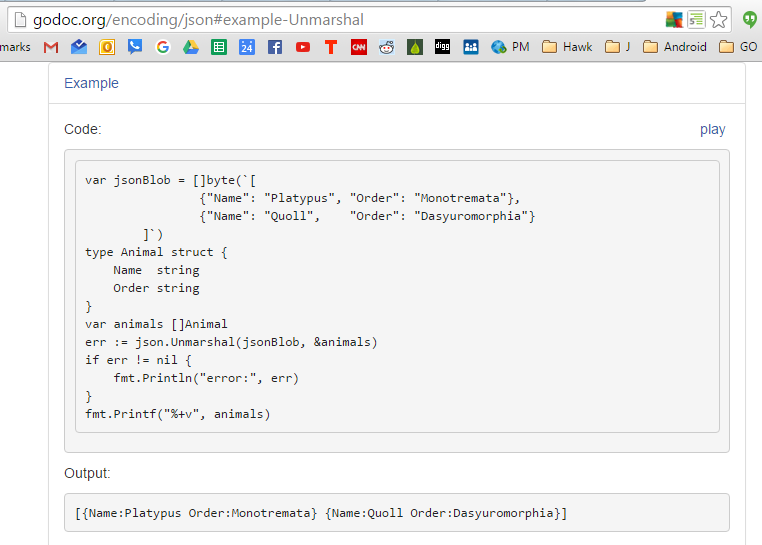 godoc.org/encoding/json#example-Unmarshal
marks 24 digg PM Hawk J Android GO
Example
Code: play
var jsonBlob = []byte(`[
                {"Name": "Platypus", "Order": "Monotremata"},
                {"Name": "Quoll",    "Order": "Dasyuromorphia"}
        ]`)
type Animal struct {
    Name  string
    Order string
}
var animals []Animal
err := json.Unmarshal(jsonBlob, &animals)
if err != nil {
    fmt.Println("error:", err)
}
fmt.Printf("%+v", animals)
Output:
[{Name:Platypus Order:Monotremata} {Name:Quoll Order:Dasyuromorphia}]